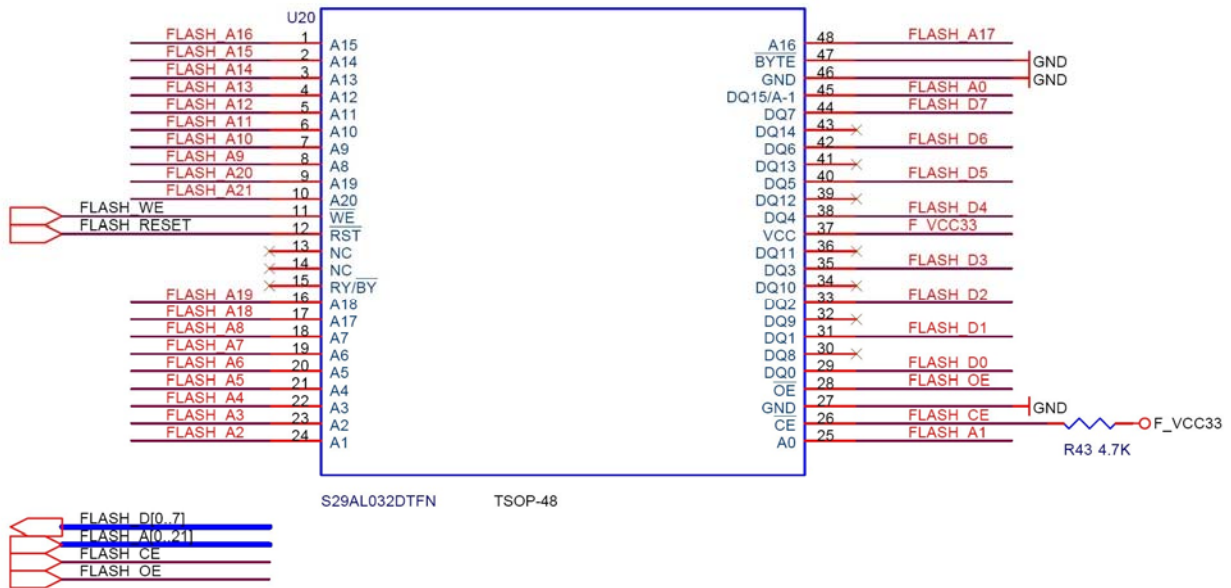 U20
FLASH_A16 1 A15
FLASH_A15 2 A14
FLASH_A14 3 A13
FLASH_A13 4 A12
FLASH_A12 5 A11
FLASH_A11 6 A10
FLASH_A10 7 A9
FLASH_A9 8 A8
FLASH_A20 9 A19
FLASH_A21 10 A20
FLASH_WE 11 WE
FLASH_RESET 12 RST
13 NC
14 NC
15 RY/BY
FLASH_A19 16 A18
FLASH_A18 17 A17
FLASH_A8 18 A7
FLASH_A7 19 A6
FLASH_A6 20 A5
FLASH_A5 21 A4
FLASH_A4 22 A3
FLASH_A3 23 A2
FLASH_A2 24 A1
A16 48 FLASH_A17
BYTE 47 GND
GND 46 GND
DQ15/A-1 45 FLASH_A0
DQ7 44 FLASH_D7
DQ14 43
DQ6 42 FLASH_D6
DQ13 41
DQ5 40 FLASH_D5
DQ12 39
DQ4 38 FLASH_D4
VCC 37 F_VCC33
DQ11 36
DQ3 35 FLASH_D3
DQ10 34
DQ2 33 FLASH_D2
DQ9 32
DQ1 31 FLASH_D1
DQ8 30
DQ0 29 FLASH_D0
OE 28 FLASH_OE
GND 27 GND
CE 26 FLASH_CE F_VCC33
A0 25 FLASH_A1
R43 4.7K
S29AL032DTFN TSOP-48
FLASH_D[0..7]
FLASH_A[0..21]
FLASH_CE
FLASH_OE